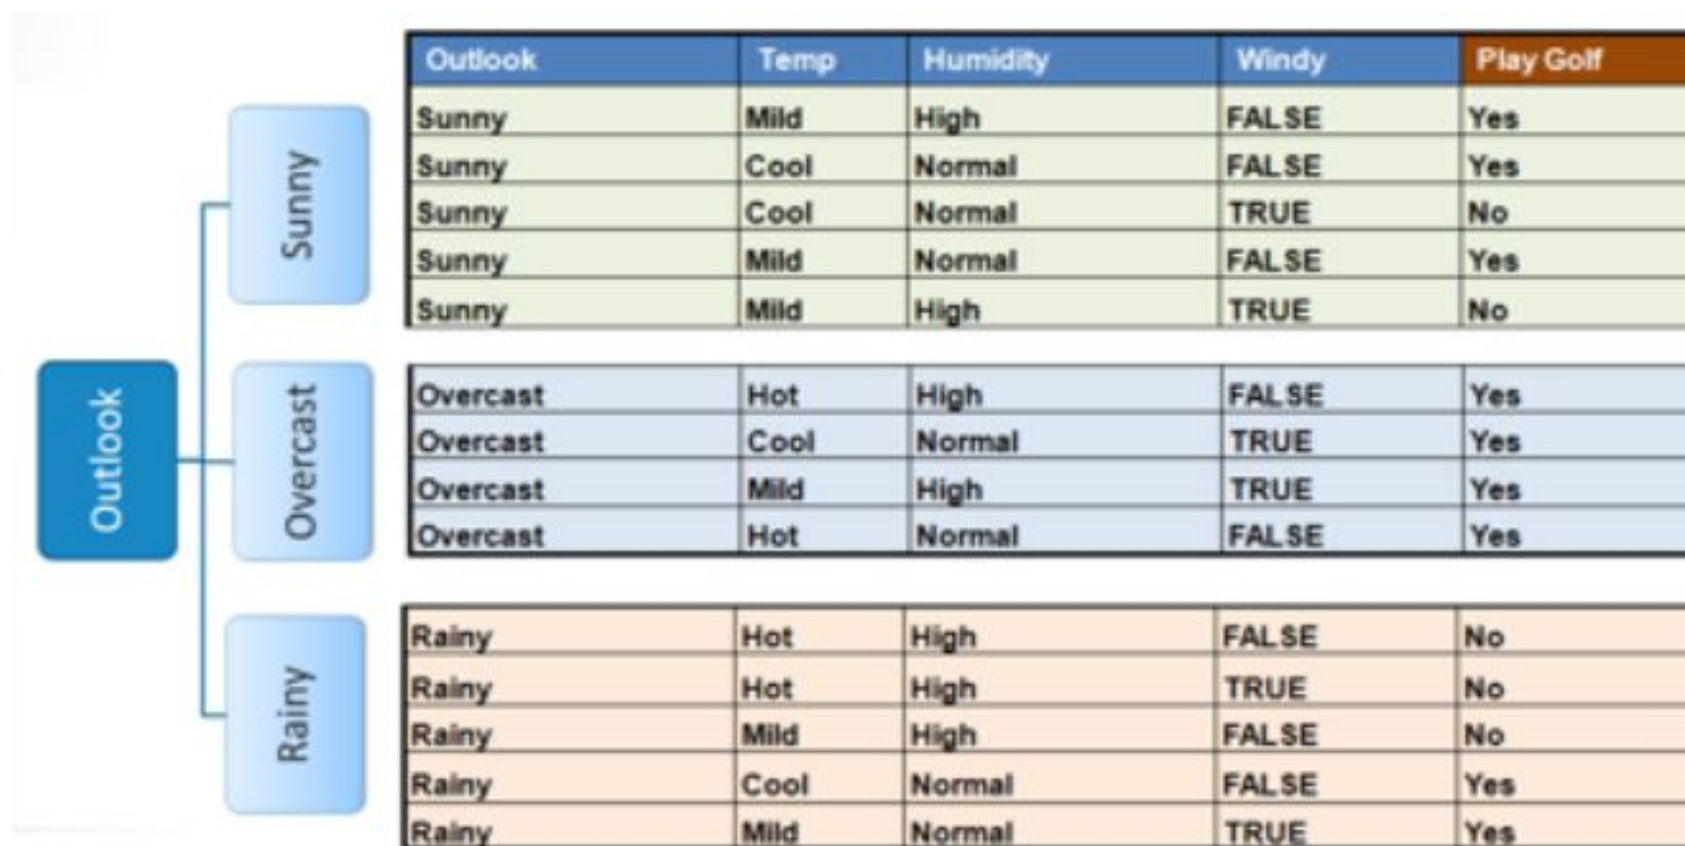 Outlook Temp Humidity Windy Play Golf
Sunny Mild High FALSE Yes
Sunny Cool Normal FALSE Yes
Sunny Cool Normal TRUE No
Sunny Mild Normal FALSE Yes
Sunny Mild High TRUE No
Sunny
Overcast Hot High FALSE Yes
Overcast Cool Normal TRUE Yes
Overcast Mild High TRUE Yes
Overcast Hot Normal FALSE Yes
Outlook
Overcast
Rainy Hot High FALSE No
Rainy Hot High TRUE No
Rainy Mild High FALSE No
Rainy Cool Normal FALSE Yes
Rainy Mild Normal TRUE Yes
Rainy